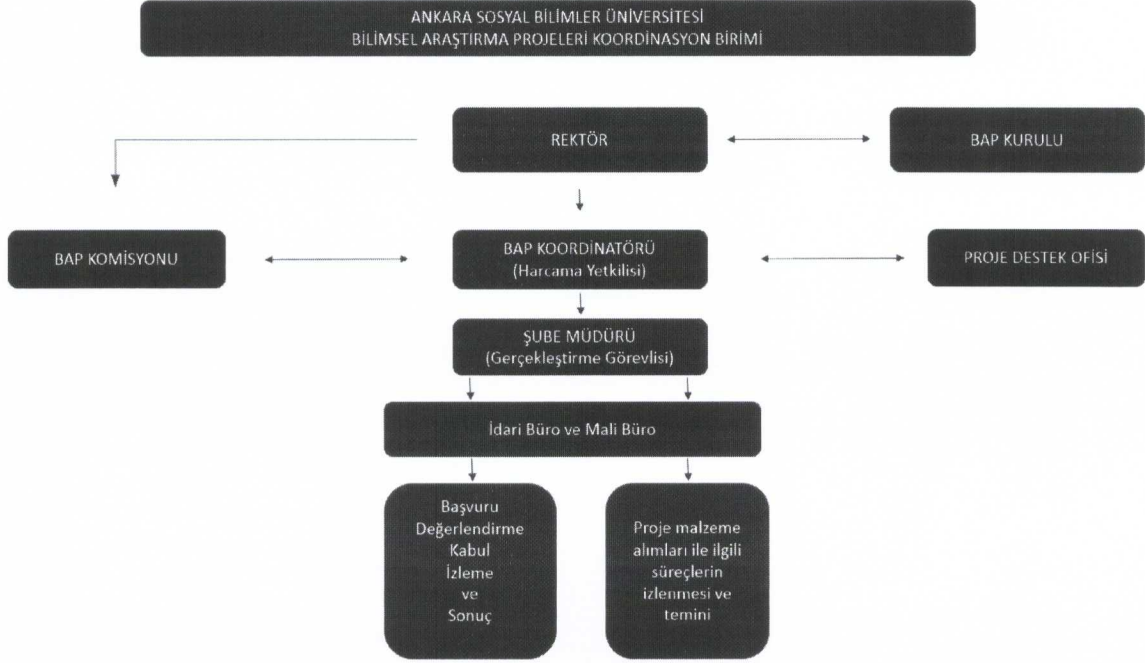 ANKARA SOSYAL BİLİMLER ÜNİVERSİTESİ
BİLİMSEL ARAŞTIRMA PROJELERİ KOORDİNASYON BİRİMİ
REKTÖR
BAP KURULU
BAP KOMİSYONU
BAP KOORDİNATÖRÜ
(Harcama Yetkilisi)
PROJE DESTEK OFİSİ
ŞUBE MÜDÜRÜ
(Gerçekleştirme Görevlisi)
İdari Büro ve Mali Büro
Başvuru
Değerlendirme
Kabul
İzleme
ve
Sonuç
Proje malzeme
alımları ile ilgili
süreçlerin
izlenmesi ve
temini